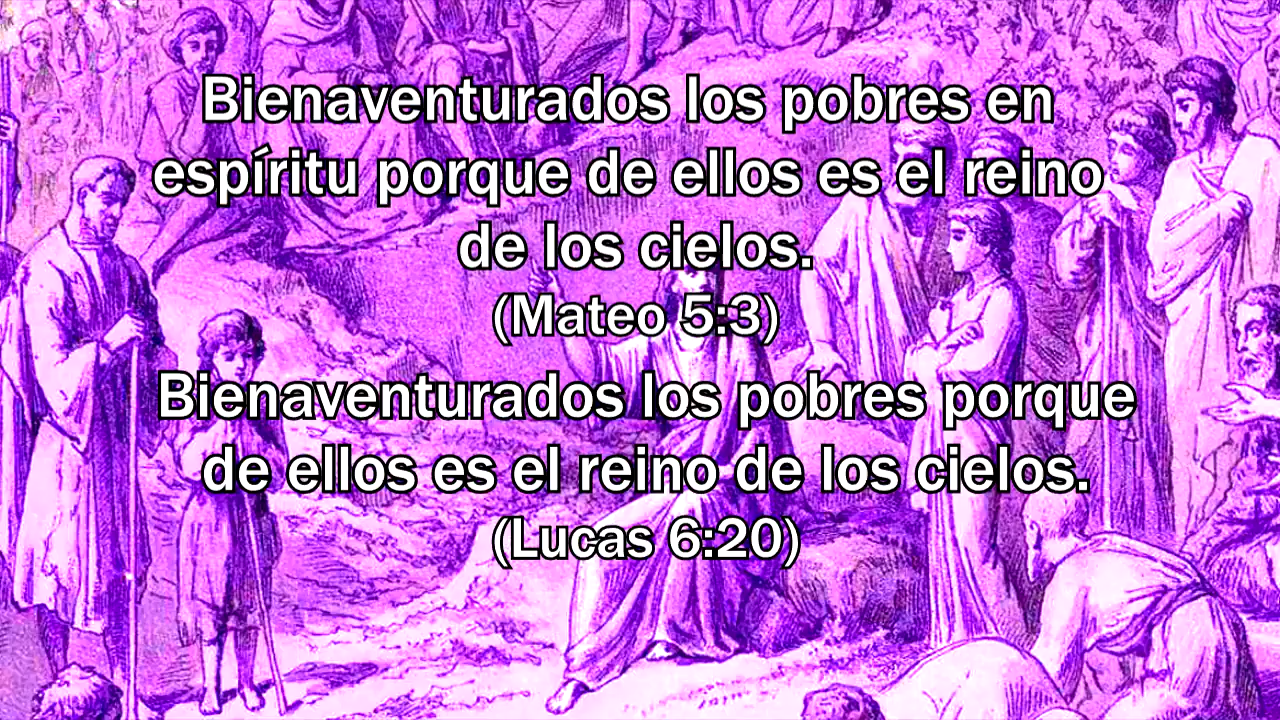 Bienaventurados los pobres en
espíritu porque de ellos es el reino
de los cielos.
(Mateo 5:3)
Bienaventurados los pobres porque
de ellos es el reino de los cielos.
(Lucas 6:20)